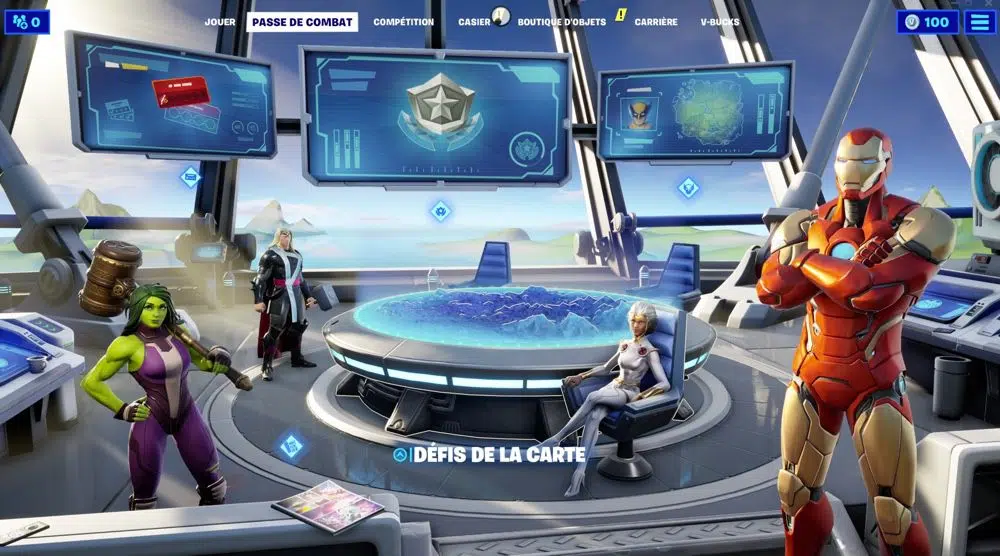 0
JOUER
PASSE DE COMBAT
COMPÉTITION
CASIER
BOUTIQUE D'OBJETS
CARRIÈRE
V-BUCKS
100
DÉFIS DE LA CARTE